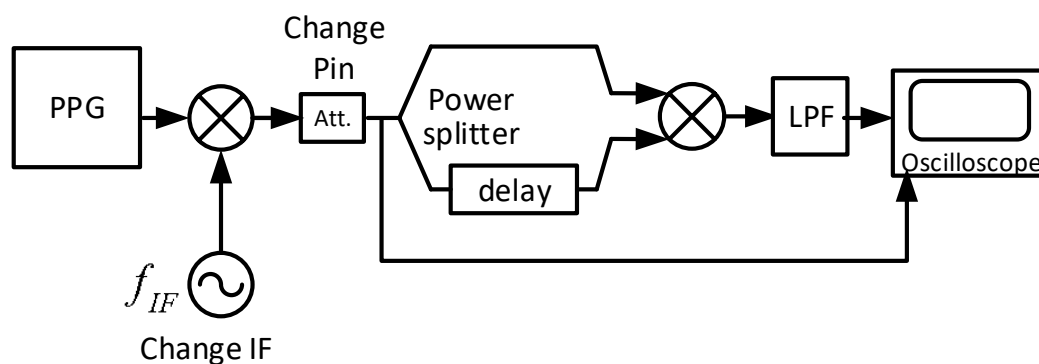 Change
Pin
PPG
Att.
Power
splitter
LPF
Oscilloscope
delay
f_IF
Change IF